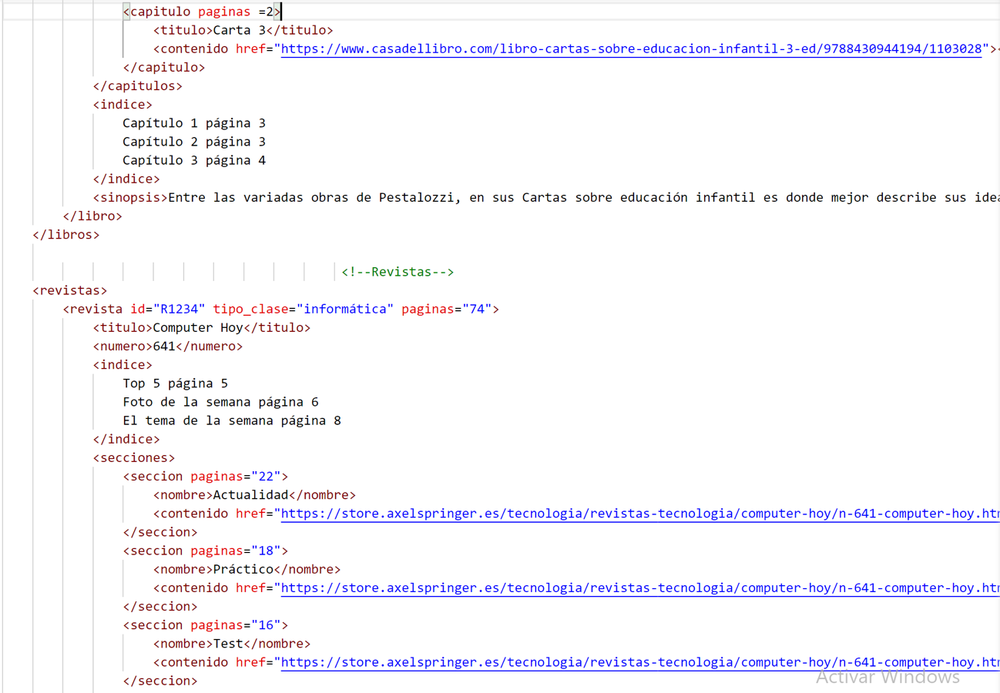 <capitulo paginas =2>
<titulo>Carta 3</titulo>
<contenido href="https://www.casadellibro.com/libro-cartas-sobre-educacion-infantil-3-ed/9788430944194/1103028"><
</capitulo>
</capitulos>
<indice>
Capítulo 1 página 3
Capítulo 2 página 3
Capítulo 3 página 4
</indice>
<sinopsis>Entre las variadas obras de Pestalozzi, en sus Cartas sobre educación infantil es donde mejor describe sus idea
</libro>
</libros>
<!--Revistas-->
<revistas>
<revista id="R1234" tipo_clase="informática" paginas="74">
<titulo>Computer Hoy</titulo>
<numero>641</numero>
<indice>
Top 5 página 5
Foto de la semana página 6
El tema de la semana página 8
</indice>
<secciones>
<seccion paginas="22">
<nombre>Actualidad</nombre>
<contenido href="https://store.axelspringer.es/tecnologia/revistas-tecnologia/computer-hoy/n-641-computer-hoy.htm
</seccion>
<seccion paginas="18">
<nombre>Práctico</nombre>
<contenido href="https://store.axelspringer.es/tecnologia/revistas-tecnologia/computer-hoy/n-641-computer-hoy.htm
</seccion>
<seccion paginas="16">
<nombre>Test</nombre>
<contenido href="https://store.axelspringer.es/tecnologia/revistas-tecnologia/computer-hoy/n-641-computer-hoy.htm
</seccion>
Activar Windows